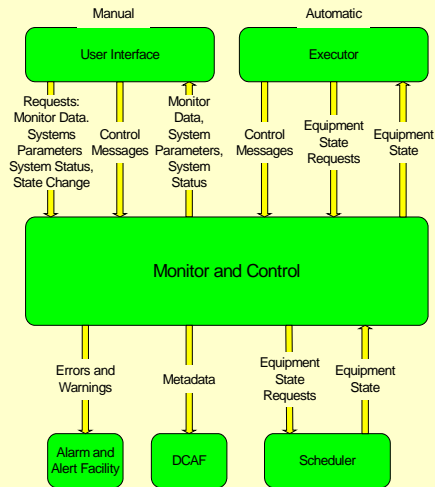 Manual
Automatic
User Interface
Executor
Requests:
Monitor Data.
Systems
Parameters
System Status,
State Change
Control
Messages
Monitor
Data,
System
Parameters,
System
Status
Control
Messages
Equipment
State
Requests
Equipment
State
Monitor and Control
Errors and
Warnings
Metadata
Equipment
State
Requests
Equipment
State
Alarm and
Alert Facility
DCAF
Scheduler